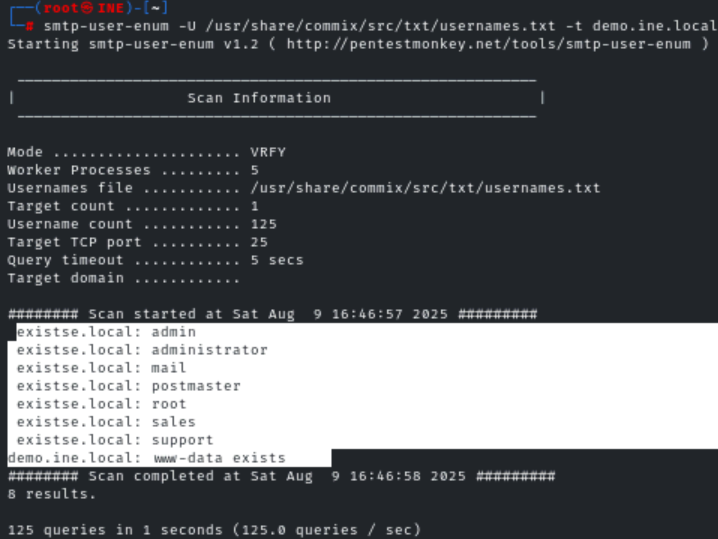 (root㉿INE)-[~]
# smtp-user-enum -U /usr/share/commix/src/txt/usernames.txt -t demo.ine.local
Starting smtp-user-enum v1.2 ( http://pentestmonkey.net/tools/smtp-user-enum )
| Scan Information |
Mode ..................... VRFY
Worker Processes ......... 5
Usernames file ........... /usr/share/commix/src/txt/usernames.txt
Target count ............. 1
Username count ........... 125
Target TCP port .......... 25
Query timeout ............ 5 secs
Target domain ............
######## Scan started at Sat Aug  9 16:46:57 2025 #########
existse.local: admin
existse.local: administrator
existse.local: mail
existse.local: postmaster
existse.local: root
existse.local: sales
existse.local: support
demo.ine.local: www-data exists
######## Scan completed at Sat Aug  9 16:46:58 2025 #########
8 results.
125 queries in 1 seconds (125.0 queries / sec)